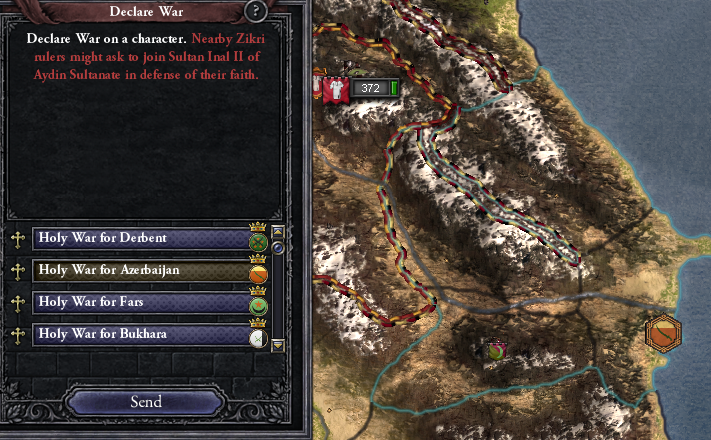 Declare War
?
Declare War on a character. Nearby Zikri
rulers might ask to join Sultan Inal II of
Aydin Sultanate in defense of their faith.
372
Holy War for Derbent
Holy War for Azerbaijan
Holy War for Fars
Holy War for Bukhara
Send